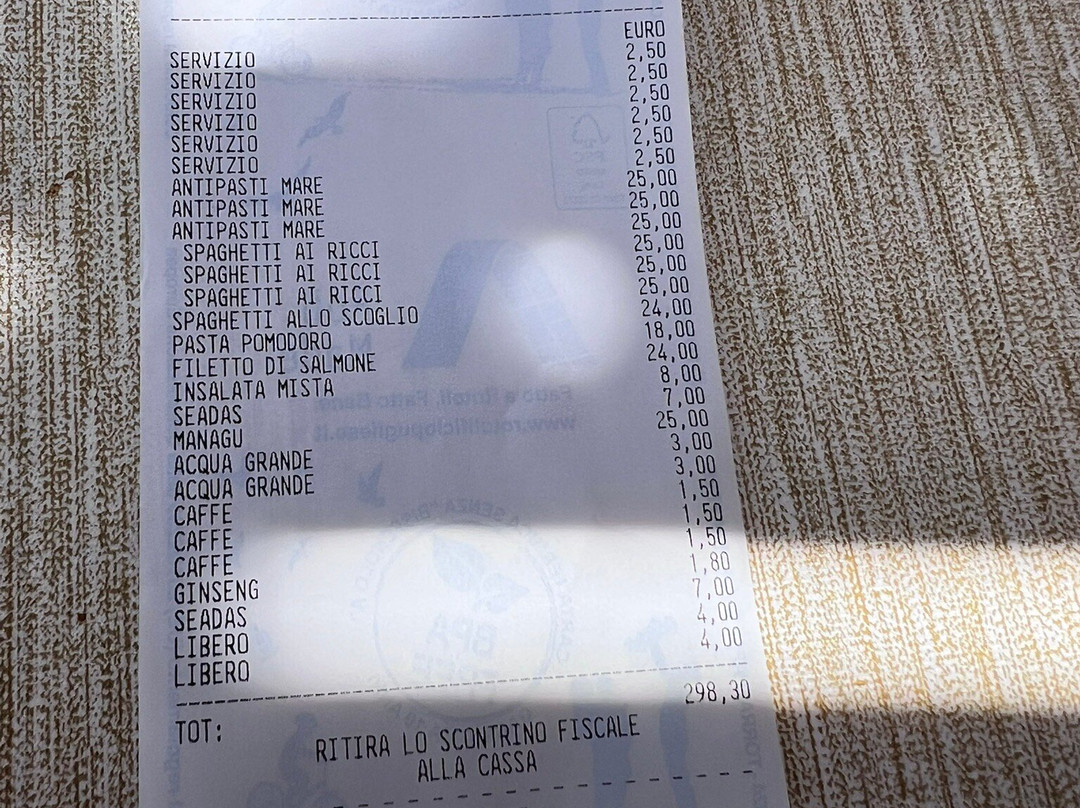 EURO
SERVIZIO 2,50
SERVIZIO 2,50
SERVIZIO 2,50
SERVIZIO 2,50
SERVIZIO 2,50
SERVIZIO 2,50
ANTIPASTI MARE 25,00
ANTIPASTI MARE 25,00
ANTIPASTI MARE 25,00
SPAGHETTI AI RICCI 25,00
SPAGHETTI AI RICCI 25,00
SPAGHETTI AI RICCI 25,00
SPAGHETTI ALLO SCOGLIO 24,00
PASTA POMODORO 18,00
FILETTO DI SALMONE 24,00
INSALATA MISTA 8,00
SEADAS 7,00
MANAGU 25,00
ACQUA GRANDE 3,00
ACQUA GRANDE 3,00
CAFFE 1,50
CAFFE 1,50
CAFFE 1,50
GINSENG 1,80
SEADAS 7,00
LIBERO 4,00
LIBERO 4,00
TOT: 298,30
RITIRA LO SCONTRINO FISCALE
ALLA CASSA